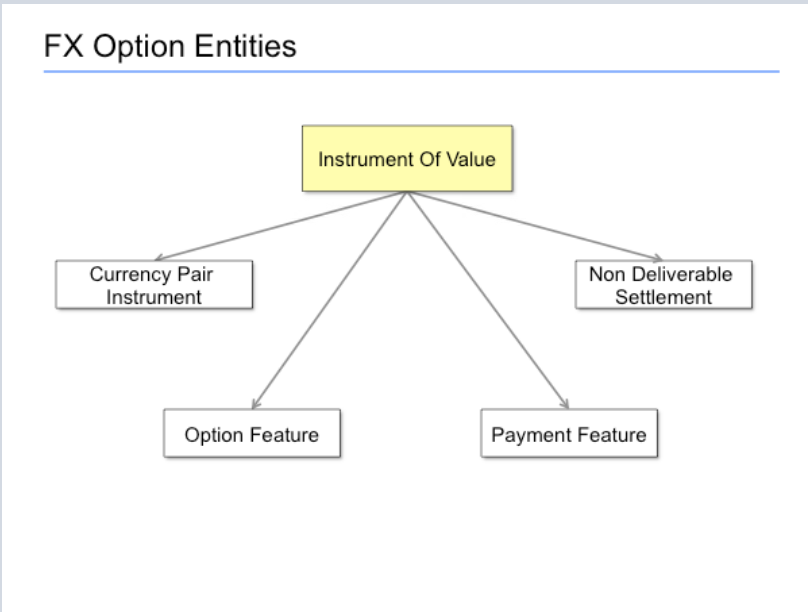 FX Option Entities
Instrument Of Value
Currency Pair
Instrument
Non Deliverable
Settlement
Option Feature
Payment Feature